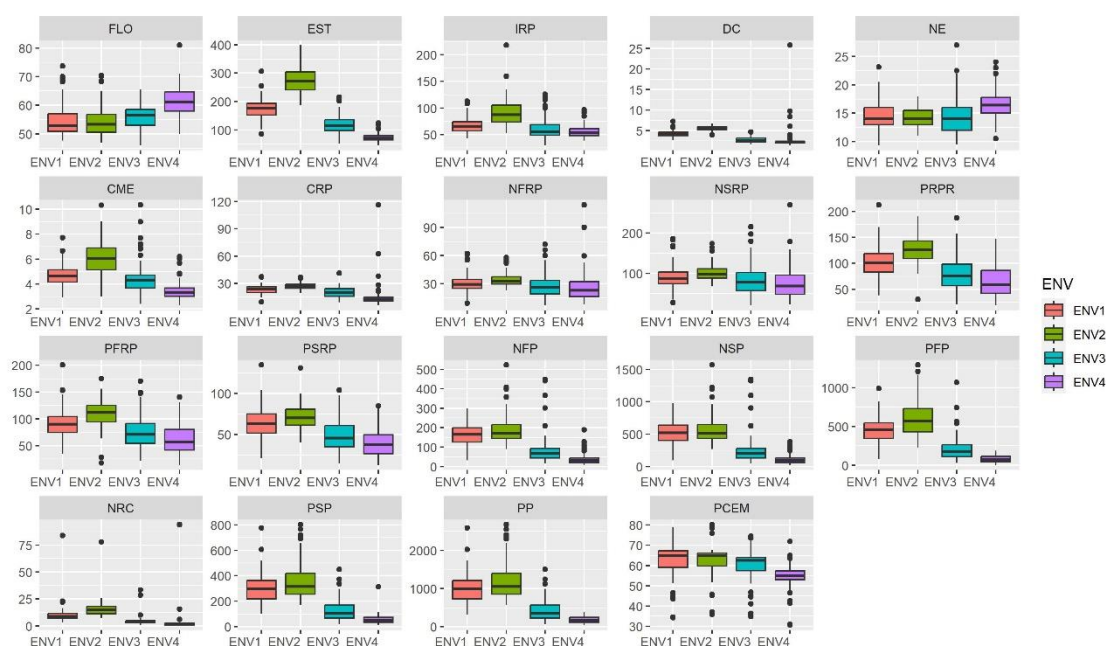 FLO EST IRP DC NE
80 70 60 50
400 300 200 100
200 150 100 50
25 20 15 10 5
25 20 15 10
ENV1 ENV2 ENV3 ENV4 ENV1 ENV2 ENV3 ENV4 ENV1 ENV2 ENV3 ENV4 ENV1 ENV2 ENV3 ENV4 ENV1 ENV2 ENV3 ENV4
CME CRP NFRP NSRP PRPR
10 8 6 4 2
120 90 60 30 0
90 60 30
200 100
200 150 100 50
ENV1 ENV2 ENV3 ENV4 ENV1 ENV2 ENV3 ENV4 ENV1 ENV2 ENV3 ENV4 ENV1 ENV2 ENV3 ENV4 ENV1 ENV2 ENV3 ENV4
PFRP PSRP NFP NSP PFP
200 150 100 50
100 50
500 400 300 200 100 0
1500 1000 500 0
1000 500 0
ENV1 ENV2 ENV3 ENV4 ENV1 ENV2 ENV3 ENV4 ENV1 ENV2 ENV3 ENV4 ENV1 ENV2 ENV3 ENV4 ENV1 ENV2 ENV3 ENV4
NRC PSP PP PCEM
75 50 25 0
800 600 400 200 0
2000 1000 0
80 70 60 50 40 30
ENV1 ENV2 ENV3 ENV4 ENV1 ENV2 ENV3 ENV4 ENV1 ENV2 ENV3 ENV4 ENV1 ENV2 ENV3 ENV4
ENV
ENV1
ENV2
ENV3
ENV4